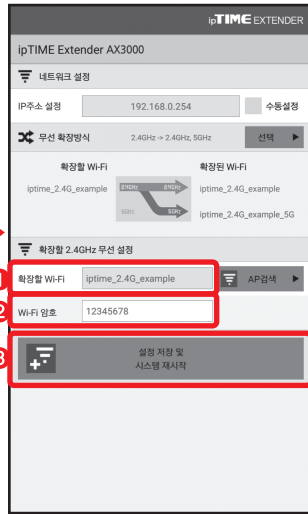 ipTIME EXTENDER
ipTIME Extender AX3000
네트워크 설정
IP주소 설정 192.168.0.254 수동설정
무선 확장방식 2.4GHz -> 2.4GHz, 5GHz 선택
확장할 Wi-Fi 확장된 Wi-Fi
iptime_2.4G_example 2.4GHz 2.4GHz iptime_2.4G_example
5GHz 5GHz iptime_2.4G_example_5G
확장할 2.4GHz 무선 설정
1 확장할 Wi-Fi iptime_2.4G_example AP검색
2 Wi-Fi 암호 12345678
3 설정 저장 및
시스템 재시작